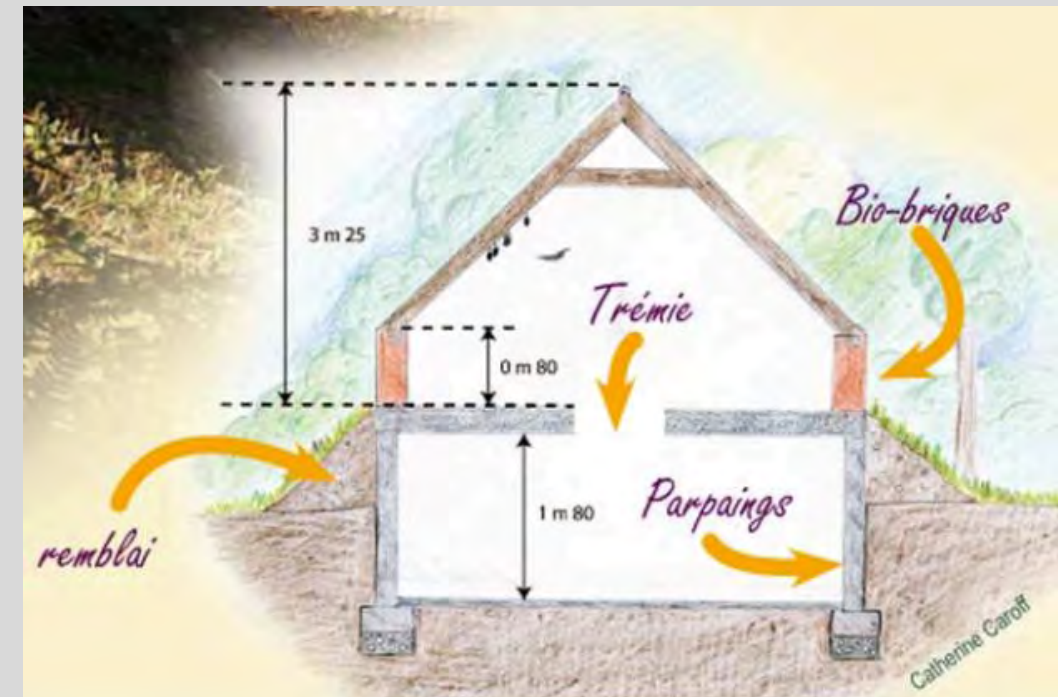 3 m 25
Bio-briques
Trémie
0 m 80
1 m 80
Parpaings
remblai
Catherine Caroff